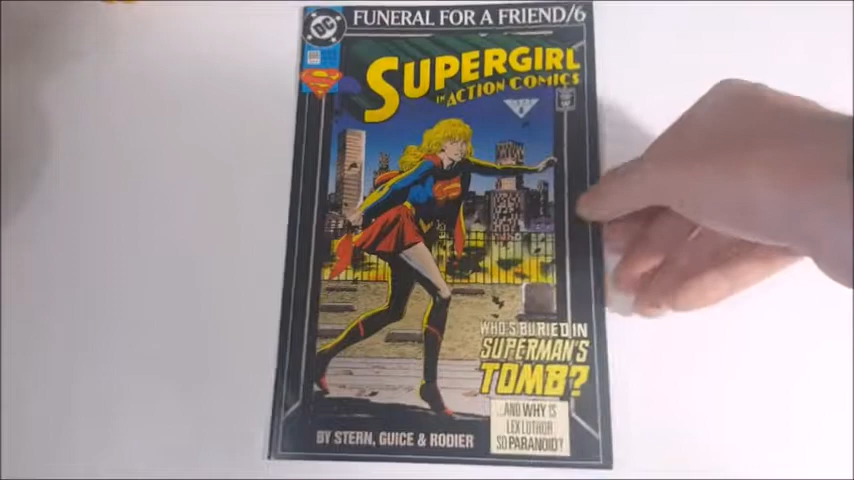 DC
FUNERAL FOR A FRIEND/6
SUPERGIRL
IN ACTION COMICS
WHO'S BURIED IN
SUPERMAN'S
TOMB?
...AND WHY IS
LEX LUTHOR
SO PARANOID?
BY STERN, GUICE & RODIER